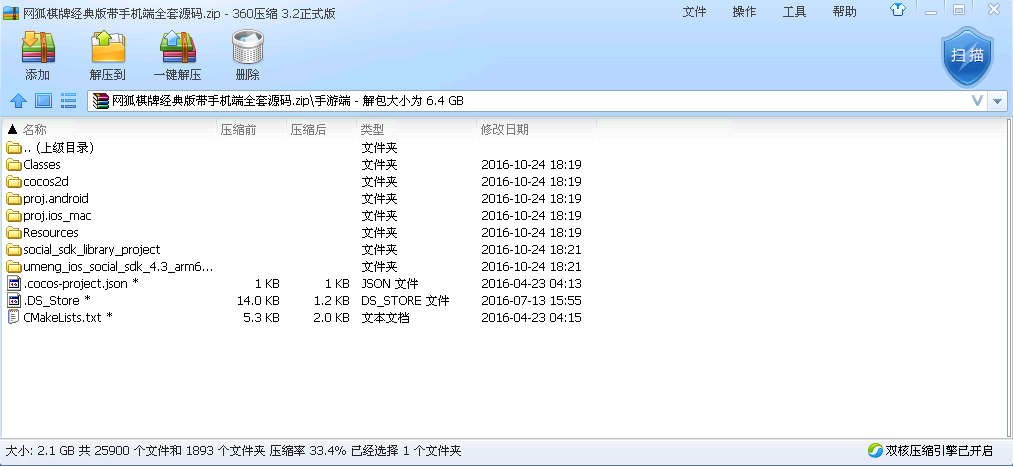 网狐棋牌经典版带手机端全套源码.zip - 360压缩 3.2正式版 文件 操作 工具 帮助
添加 解压到 一键解压 删除 扫描
网狐棋牌经典版带手机端全套源码.zip\手游端 - 解包大小为 6.4 GB
名称 压缩前 压缩后 类型 修改日期
.. (上级目录) 文件夹
Classes 文件夹 2016-10-24 18:19
cocos2d 文件夹 2016-10-24 18:19
proj.android 文件夹 2016-10-24 18:19
proj.ios_mac 文件夹 2016-10-24 18:19
Resources 文件夹 2016-10-24 18:19
social_sdk_library_project 文件夹 2016-10-24 18:21
umeng_ios_social_sdk_4.3_arm6... 文件夹 2016-10-24 18:21
.cocos-project.json * 1 KB 1 KB JSON 文件 2016-04-23 04:13
.DS_Store * 14.0 KB 1.2 KB DS_STORE 文件 2016-07-13 15:55
CMakeLists.txt * 5.3 KB 2.0 KB 文本文档 2016-04-23 04:15
大小: 2.1 GB 共 25900 个文件和 1893 个文件夹 压缩率 33.4% 已经选择 1 个文件夹 双核压缩引擎已开启